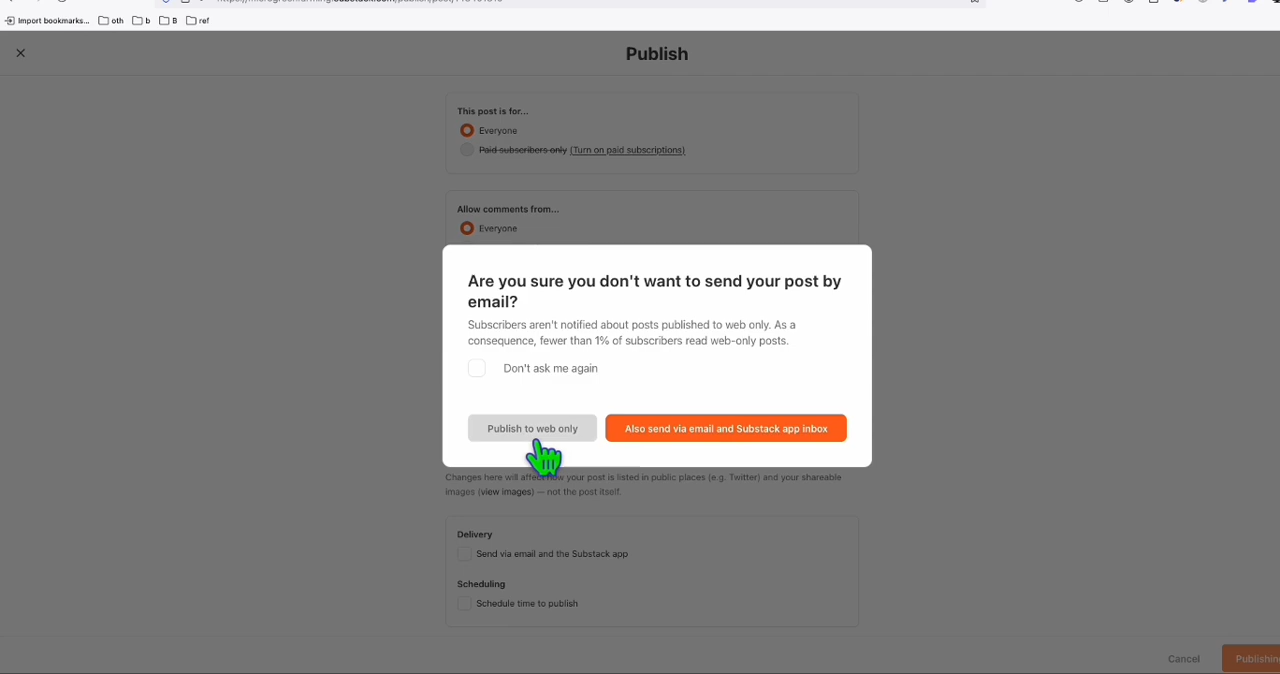 Import bookmarks... oth b B ref
Publish
This post is for...
Everyone
Paid subscribers only (Turn on paid subscriptions)
Allow comments from...
Everyone
Are you sure you don't want to send your post by
email?
Subscribers aren't notified about posts published to web only. As a
consequence, fewer than 1% of subscribers read web-only posts.
Don't ask me again
Publish to web only Also send via email and Substack app inbox
Changes here will affect how your post is listed in public places (e.g. Twitter) and your shareable
images (view images) — not the post itself.
Delivery
Send via email and the Substack app
Scheduling
Schedule time to publish
Cancel Publishin